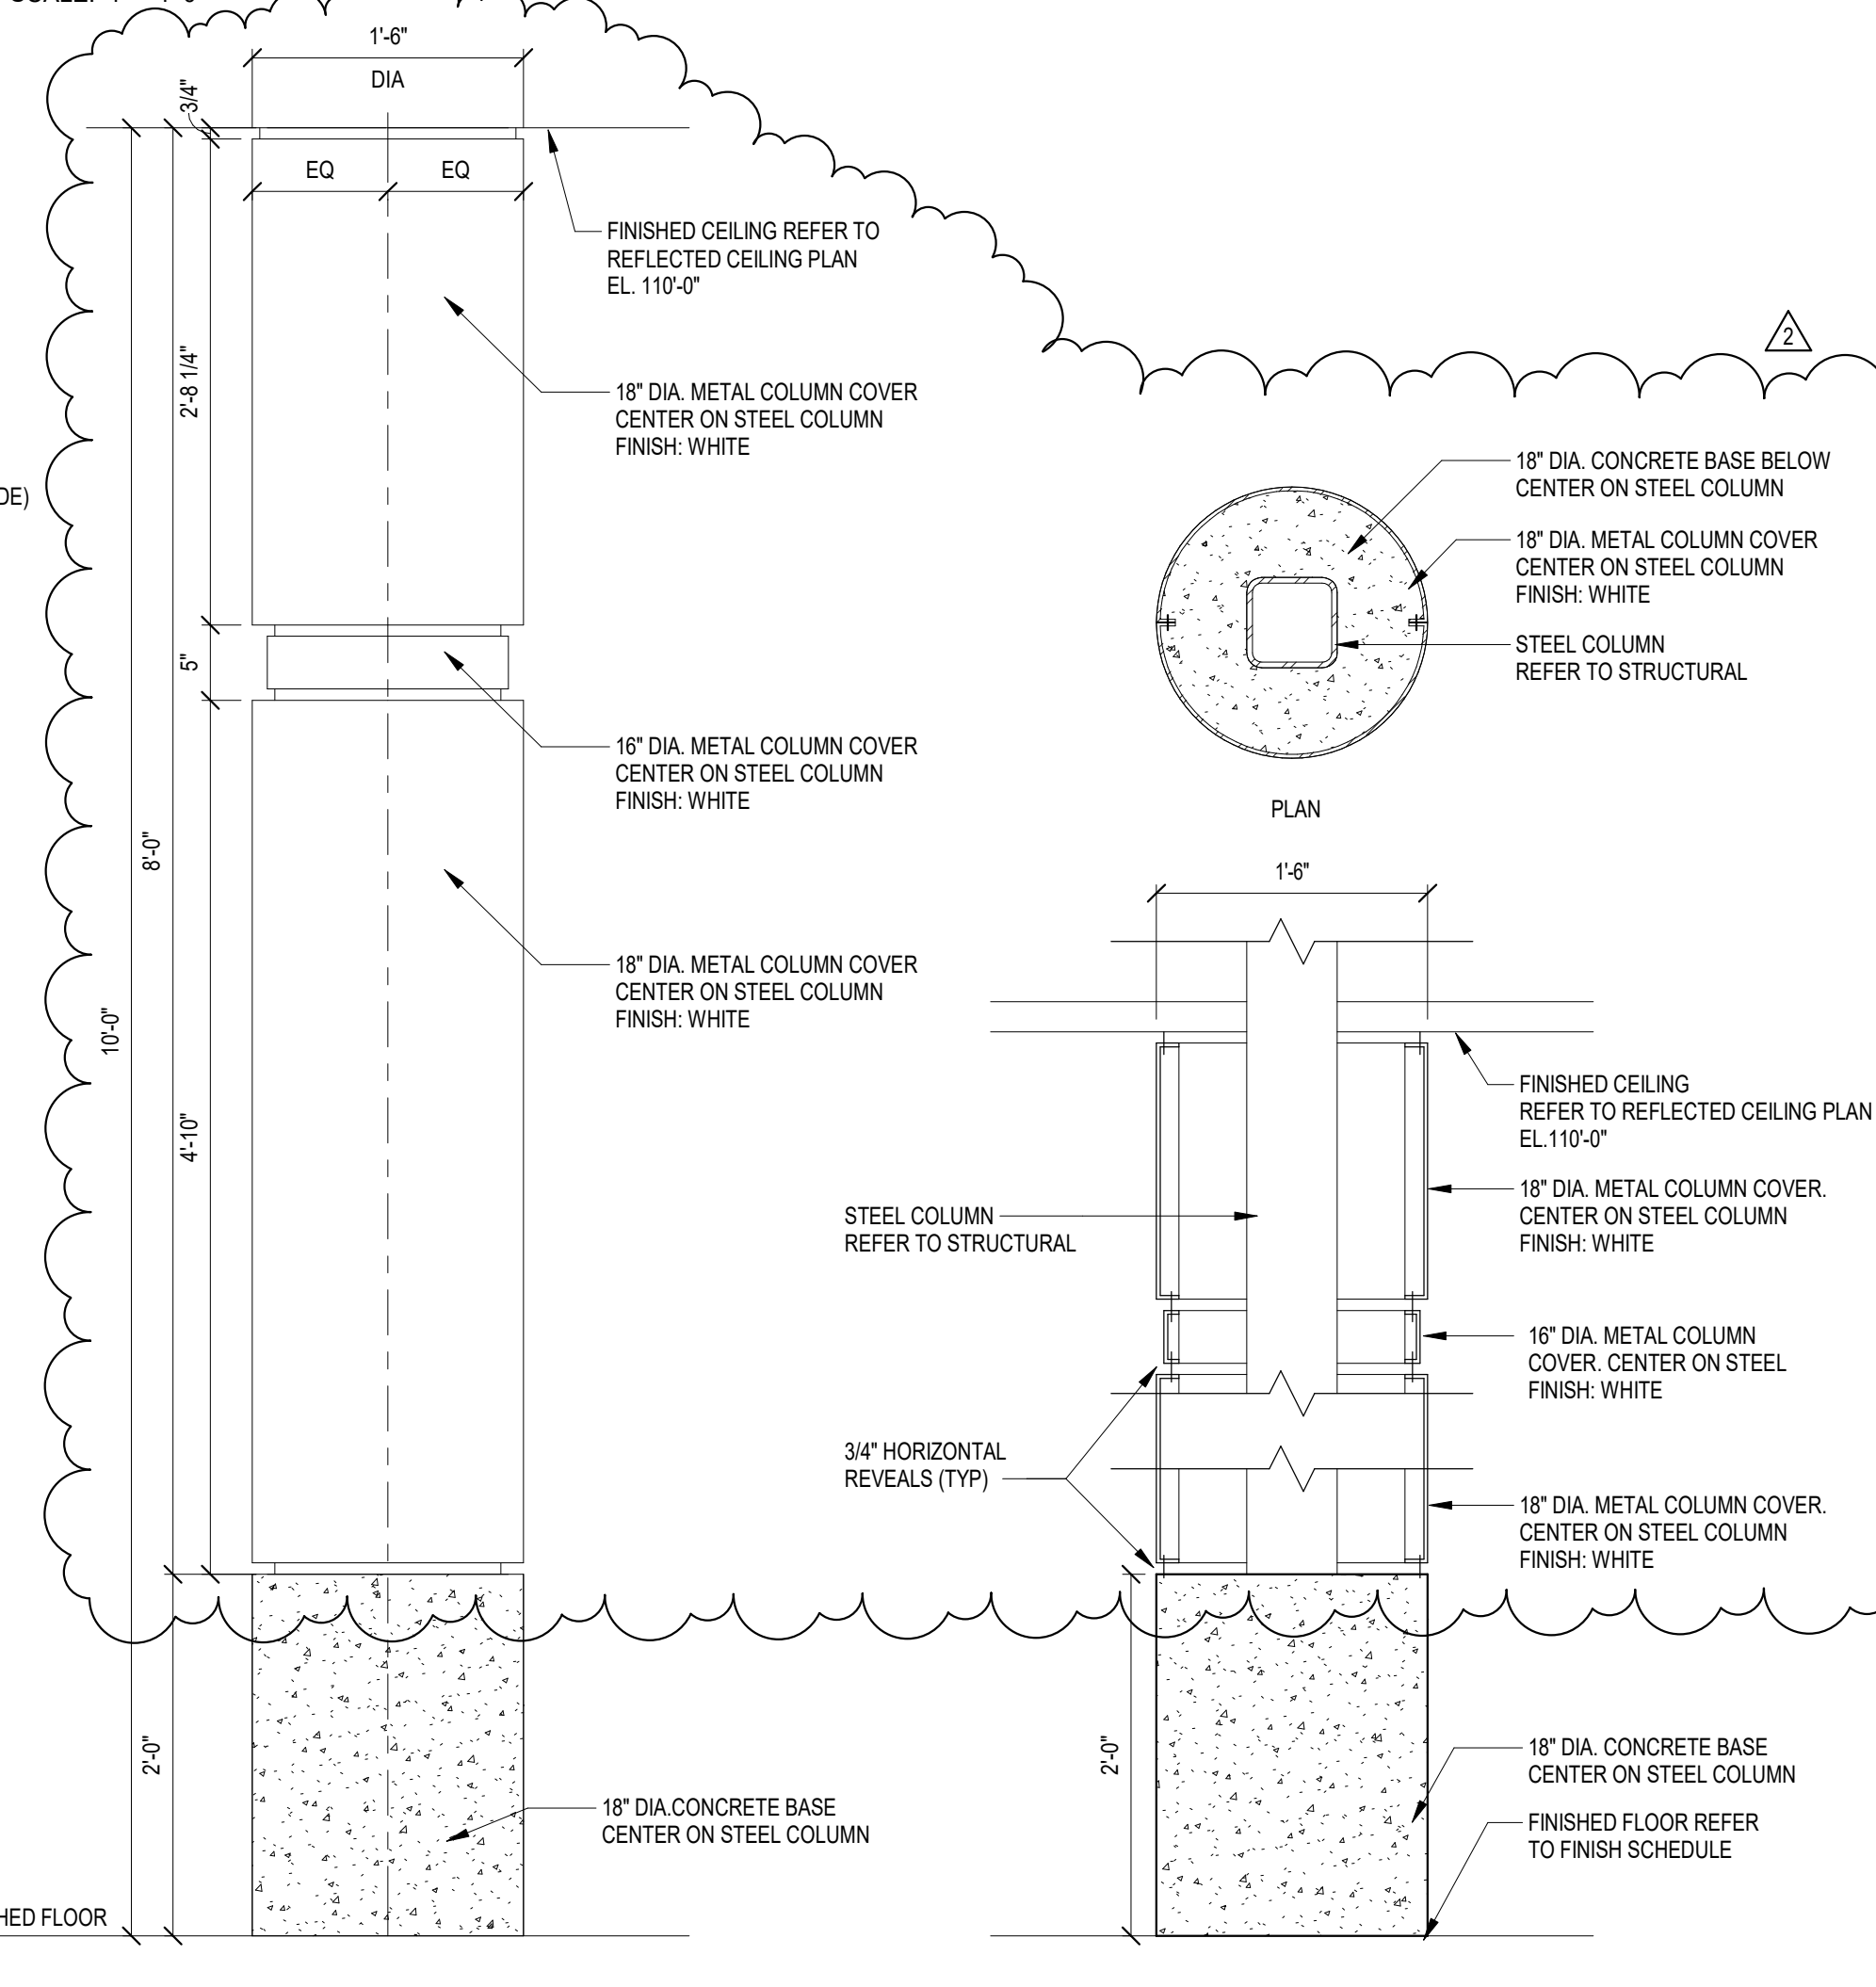 1'-6"
DIA
3/4"
EQ
EQ
FINISHED CEILING REFER TO
REFLECTED CEILING PLAN
EL. 110'-0"
2'-8 1/4"
18" DIA. METAL COLUMN COVER
CENTER ON STEEL COLUMN
FINISH: WHITE
5"
16" DIA. METAL COLUMN COVER
CENTER ON STEEL COLUMN
FINISH: WHITE
8'-0"
10'-0"
4'-10"
18" DIA. METAL COLUMN COVER
CENTER ON STEEL COLUMN
FINISH: WHITE
2'-0"
18" DIA.CONCRETE BASE
CENTER ON STEEL COLUMN
FLOOR
2
18" DIA. CONCRETE BASE BELOW
CENTER ON STEEL COLUMN
18" DIA. METAL COLUMN COVER
CENTER ON STEEL COLUMN
FINISH: WHITE
STEEL COLUMN
REFER TO STRUCTURAL
PLAN
1'-6"
FINISHED CEILING
REFER TO REFLECTED CEILING PLAN
EL.110'-0"
18" DIA. METAL COLUMN COVER.
CENTER ON STEEL COLUMN
FINISH: WHITE
STEEL COLUMN
REFER TO STRUCTURAL
16" DIA. METAL COLUMN
COVER. CENTER ON STEEL
FINISH: WHITE
3/4" HORIZONTAL
REVEALS (TYP)
18" DIA. METAL COLUMN COVER.
CENTER ON STEEL COLUMN
FINISH: WHITE
2'-0"
18" DIA. CONCRETE BASE
CENTER ON STEEL COLUMN
FINISHED FLOOR REFER
TO FINISH SCHEDULE